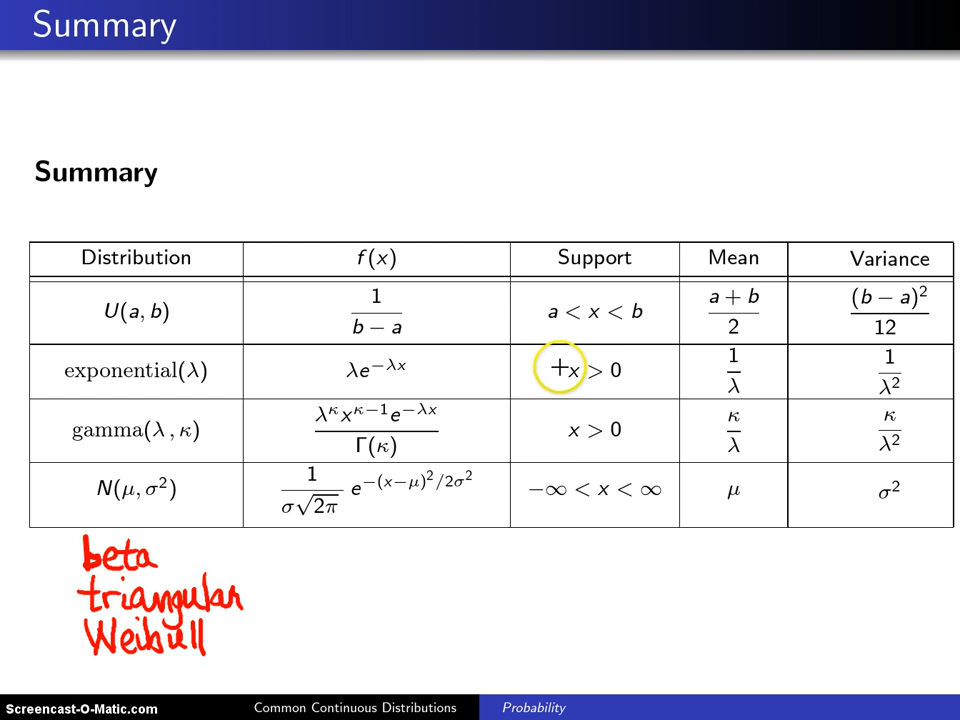 Summary
Summary
Distribution f(x) Support Mean Variance
U(a, b) 1/(b − a) a < x < b (a + b)/2 (b − a)²/12
exponential(λ) λe^{−λx} x > 0 1/λ 1/λ²
gamma(λ, κ) λ^κ x^{κ−1} e^{−λx}/Γ(κ) x > 0 κ/λ κ/λ²
N(μ, σ²) 1/(σ√2π) e^{−(x−μ)²/2σ²} −∞ < x < ∞ μ σ²
beta
triangular
Weibull
Screencast-O-Matic.com Common Continuous Distributions Probability